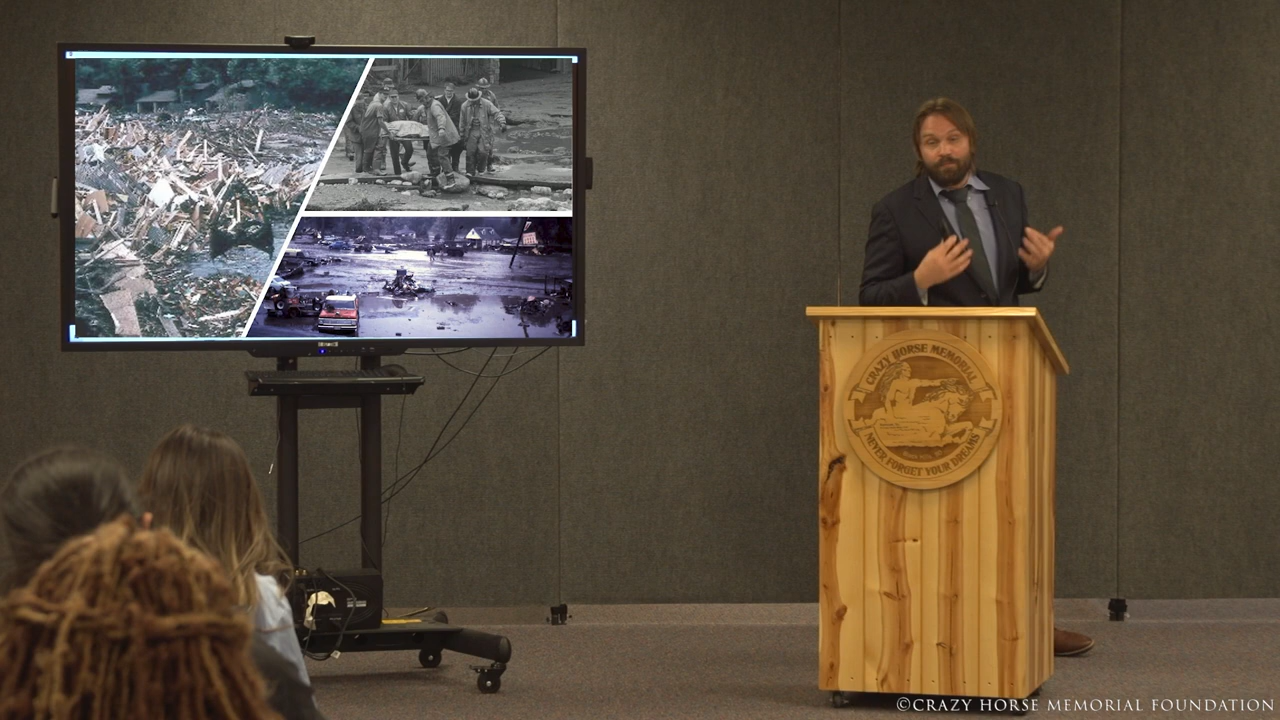 CRAZY HORSE MEMORIAL
NEVER FORGET YOUR DREAMS
©CRAZY HORSE MEMORIAL FOUNDATION